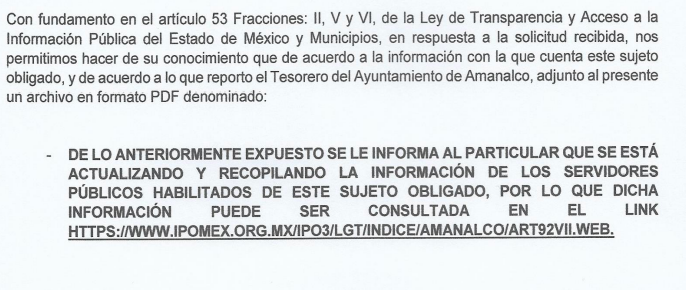 Con fundamento en el artículo 53 Fracciones: II, V y VI, de la Ley de Transparencia y Acceso a la
Información Pública del Estado de México y Municipios, en respuesta a la solicitud recibida, nos
permitimos hacer de su conocimiento que de acuerdo a la información con la que cuenta este sujeto
obligado, y de acuerdo a lo que reporto el Tesorero del Ayuntamiento de Amanalco, adjunto al presente
un archivo en formato PDF denominado:
- DE LO ANTERIORMENTE EXPUESTO SE LE INFORMA AL PARTICULAR QUE SE ESTÁ
ACTUALIZANDO Y RECOPILANDO LA INFORMACIÓN DE LOS SERVIDORES
PÚBLICOS HABILITADOS DE ESTE SUJETO OBLIGADO, POR LO QUE DICHA
INFORMACIÓN PUEDE SER CONSULTADA EN EL LINK
HTTPS://WWW.IPOMEX.ORG.MX/IPO3/LGT/INDICE/AMANALCO/ART92VII.WEB.